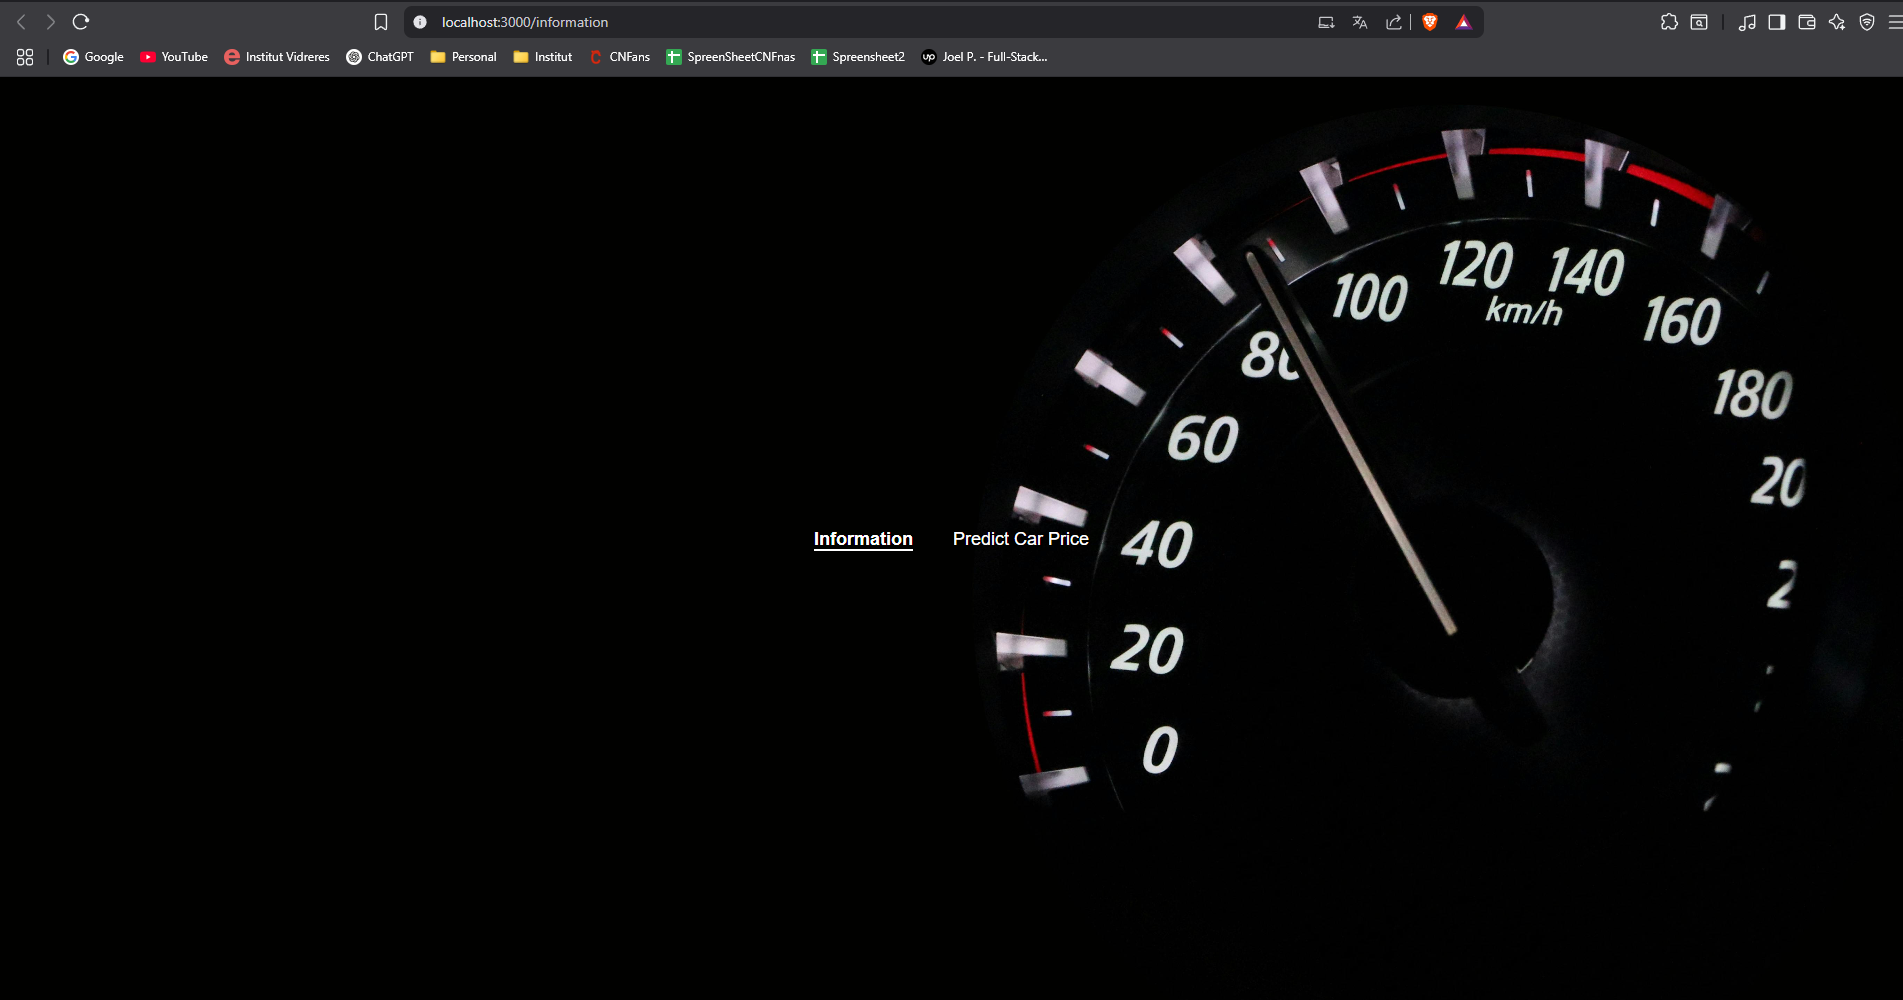 localhost:3000/information
Google
YouTube
Institut Vidreres
ChatGPT
Personal
Institut
CNFans
SpreenSheetCNFnas
Spreensheet2
up
Joel P. - Full-Stack...
120
140
100
km/h
160
80
180
60
20
Information
Predict Car Price
40
2
20
0